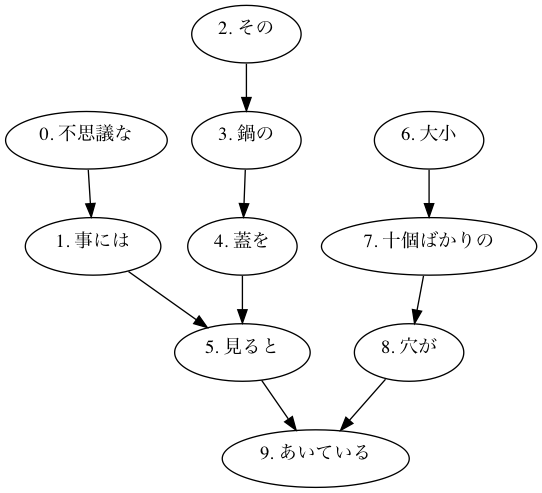 2. その
0. 不思議な
3. 鍋の
6. 大小
1. 事には
4. 蓋を
7. 十個ばかりの
5. 見ると
8. 穴が
9. あいている